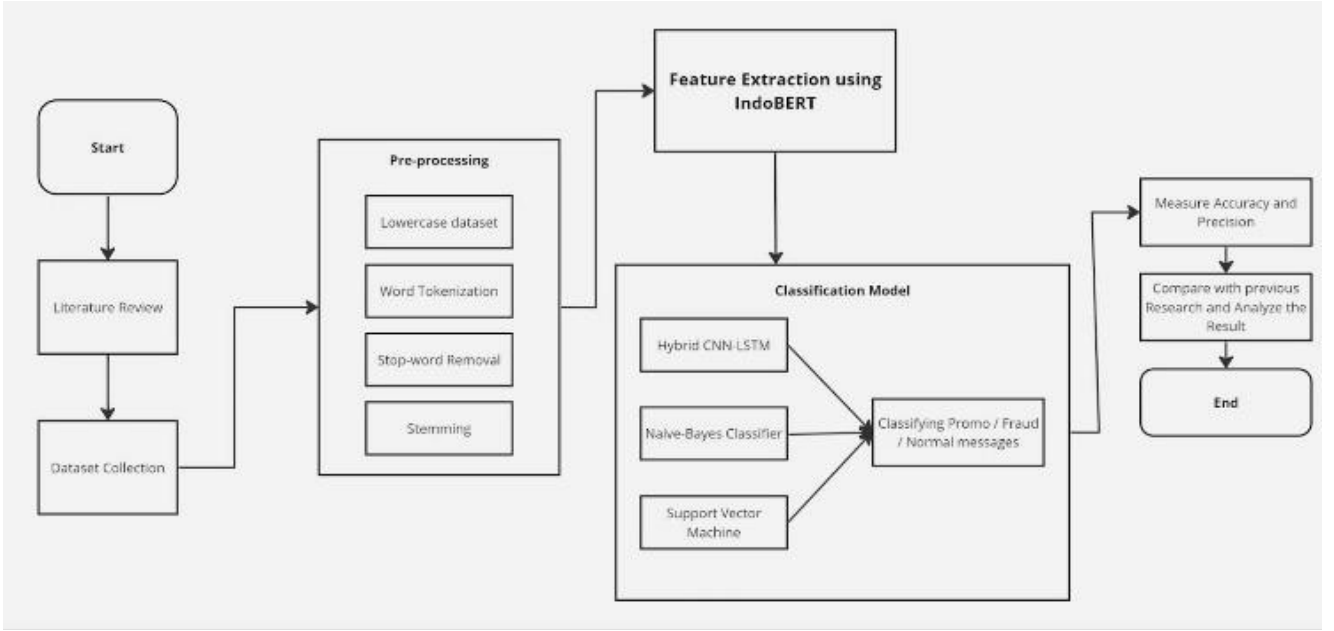 Start
Literature Review
Dataset Collection
Pre-processing
Lowercase dataset
Word Tokenization
Stop-word Removal
Stemming
Feature Extraction using
IndoBERT
Classification Model
Hybrid CNN-LSTM
Naive-Bayes Classifier
Support Vector
Machine
Classifying Promo / Fraud
/ Normal messages
Measure Accuracy and
Precision
Compare with previous
Research and Analyze the
Result
End